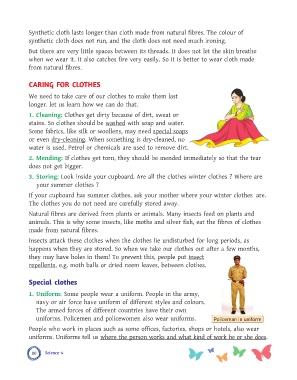 Synthetic cloth lasts longer than cloth made from natural fibres. The colour of
synthetic cloth does not run, and the cloth does not need much ironing.
But there are very little spaces between its threads. It does not let the skin breathe
when we wear it. It also catches fire very easily. So it is better to wear cloth made
from natural fibres.
CARING FOR CLOTHES
We need to take care of our clothes to make them last
longer. let us learn how we can do that.
1. Cleaning: Clothes get dirty because of dirt, sweat or
stains. So clothes should be washed with soap and water.
Some fabrics, like silk or woollens, may need special soaps
or even dry-cleaning. When something is dry-cleaned, no
water is used. Petrol or chemicals are used to remove dirt.
2. Mending: If clothes get torn, they should be mended immediately so that the tear
does not get bigger.
3. Storing: Look inside your cupboard. Are all the clothes winter clothes ? Where are
your summer clothes ?
If your cupboard has summer clothes, ask your mother where your winter clothes are.
The clothes you do not need are carefully stored away.
Natural fibres are derived from plants or animals. Many insects feed on plants and
animals. This is why some insects, like moths and silver fish, eat the fibres of clothes
made from natural fibres.
Insects attack these clothes when the clothes lie undisturbed for long periods, as
happens when they are stored. So when we take our clothes out after a few months,
they may have holes in them! To prevent this, people put insect
repellents, e.g. moth balls or dried neem leaves, between clothes.
Special clothes
1. Uniform: Some people wear a uniform. People in the army,
navy or air force have uniform of different styles and colours.
The armed forces of different countries have their own
uniforms. Policemen and policewomen also wear uniforms.
Policeman in uniform
People who work in places such as some offices, factories, shops or hotels, also wear
uniforms. Uniforms tell us where the person works and what kind of work he or she does.
Science 4